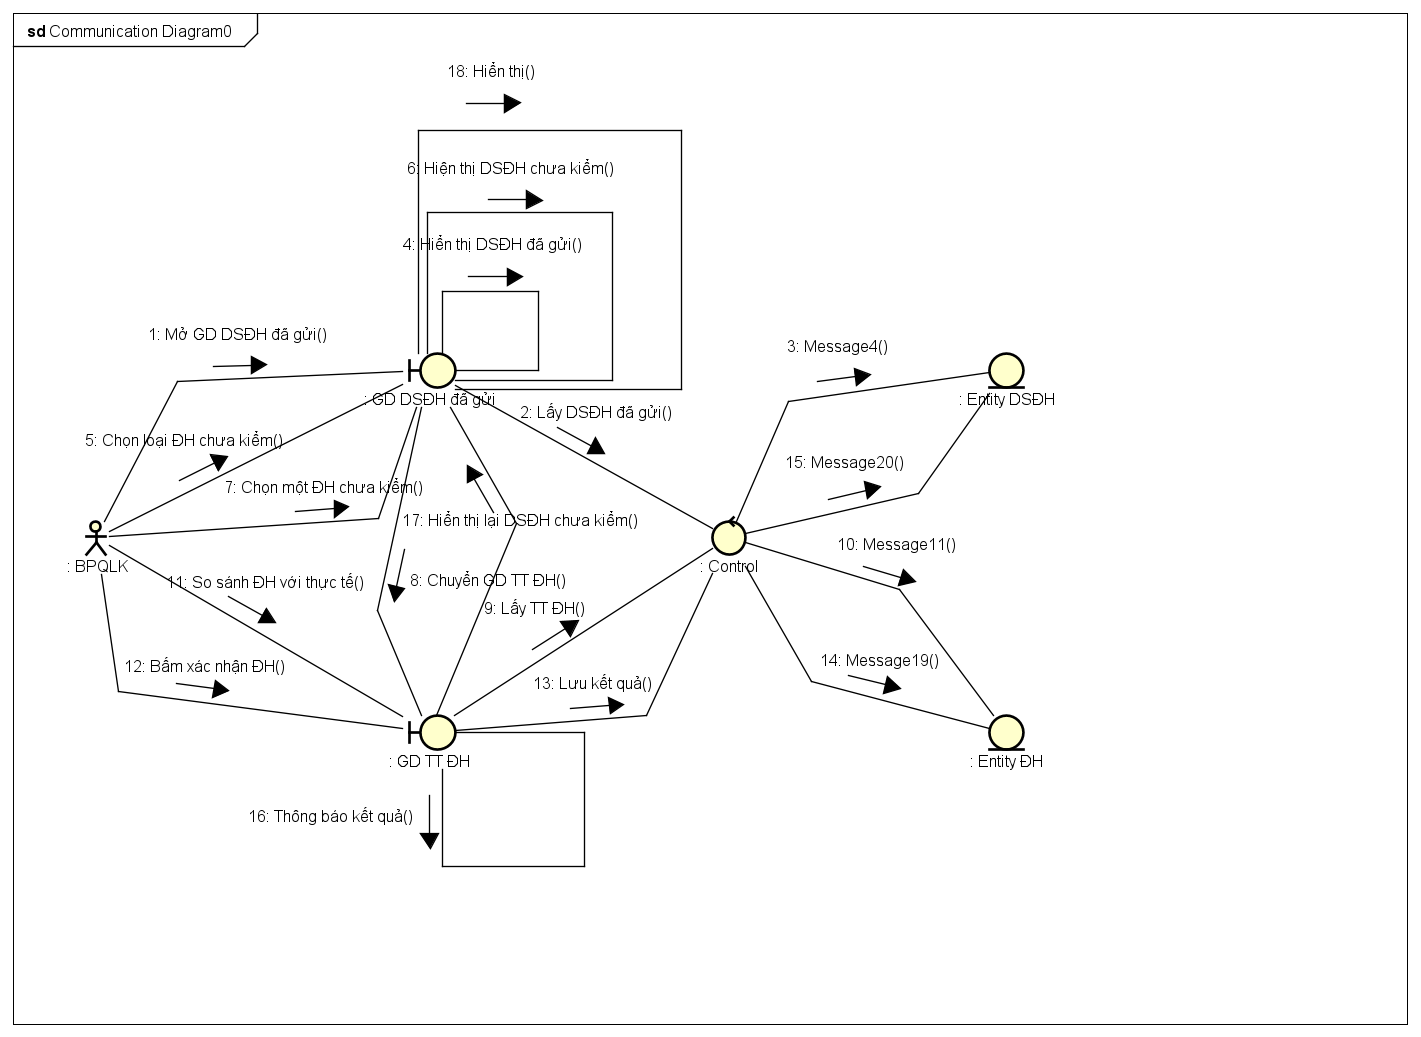 sd Communication Diagram0
18: Hiển thị()
6: Hiện thị DSĐH chưa kiểm()
4: Hiển thị DSĐH đã gửi()
1: Mở GD DSĐH đã gửi()
3: Message4()
: GD DSĐH đã gửi
: Entity DSĐH
2: Lấy DSĐH đã gửi()
5: Chọn loại ĐH chưa kiểm()
15: Message20()
7: Chọn một ĐH chưa kiểm()
17: Hiển thị lại DSĐH chưa kiểm()
10: Message11()
: BPQLK
: Control
11: So sánh ĐH với thực tế()
8: Chuyển GD TT ĐH()
9: Lấy TT ĐH()
12: Bấm xác nhận ĐH()
14: Message19()
13: Lưu kết quả()
: GD TT ĐH
: Entity ĐH
16: Thông báo kết quả()